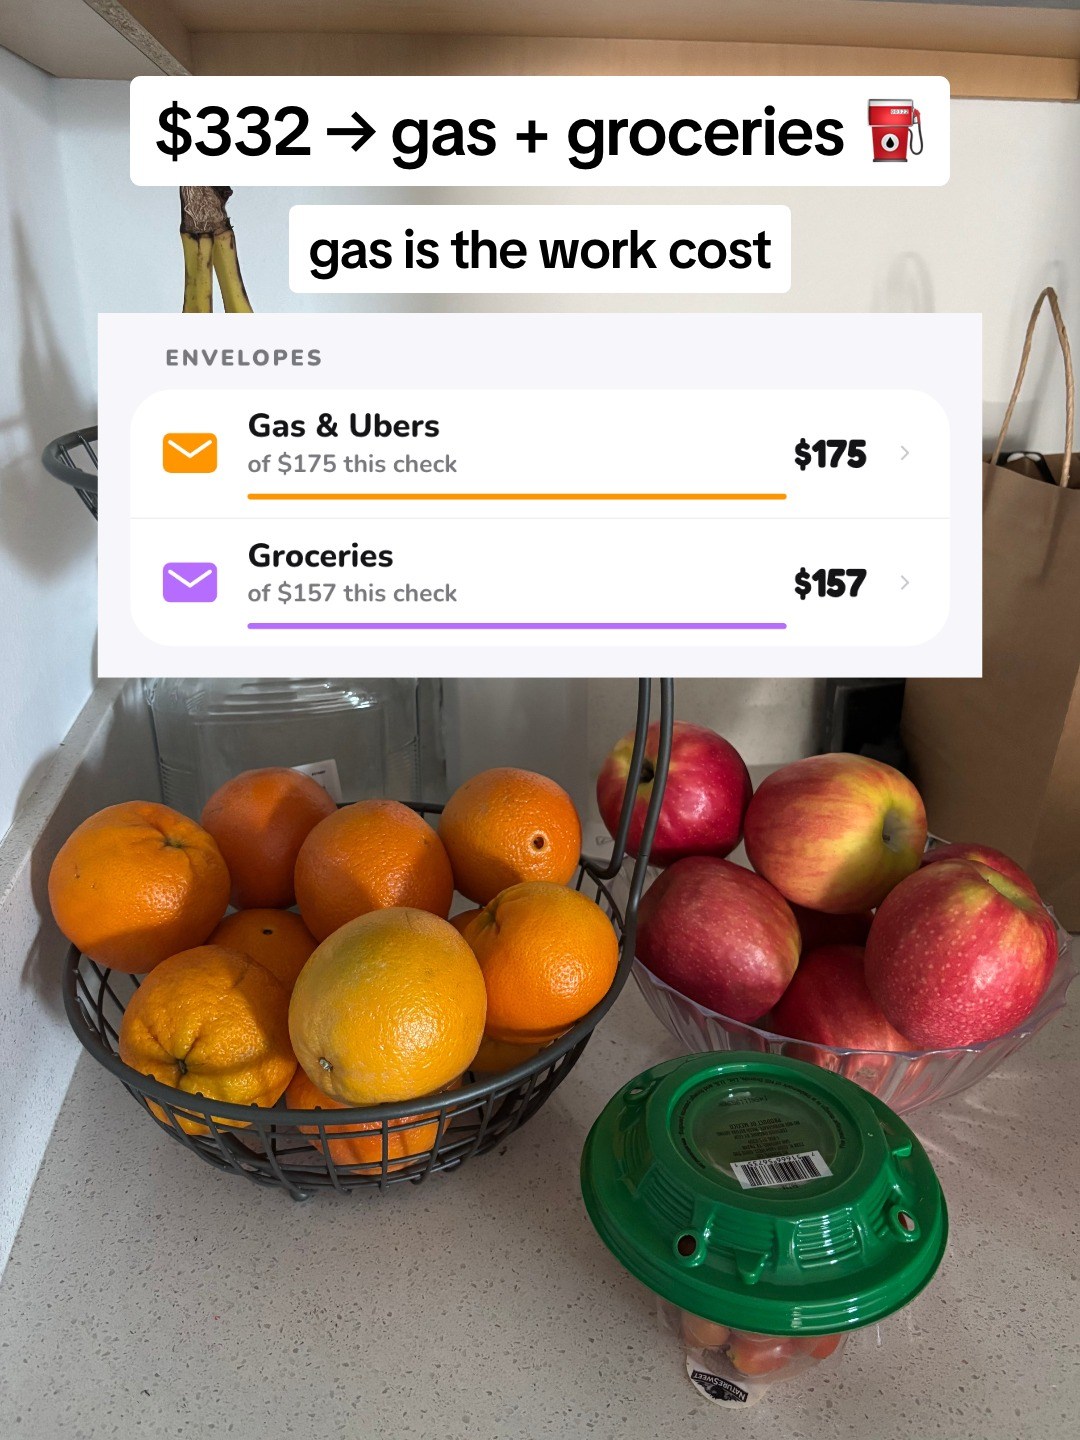 $332 → gas + groceries ⛽
gas is the work cost
ENVELOPES
Gas & Ubers
of $175 this check
$175
Groceries
of $157 this check
$157
NATURESWEET